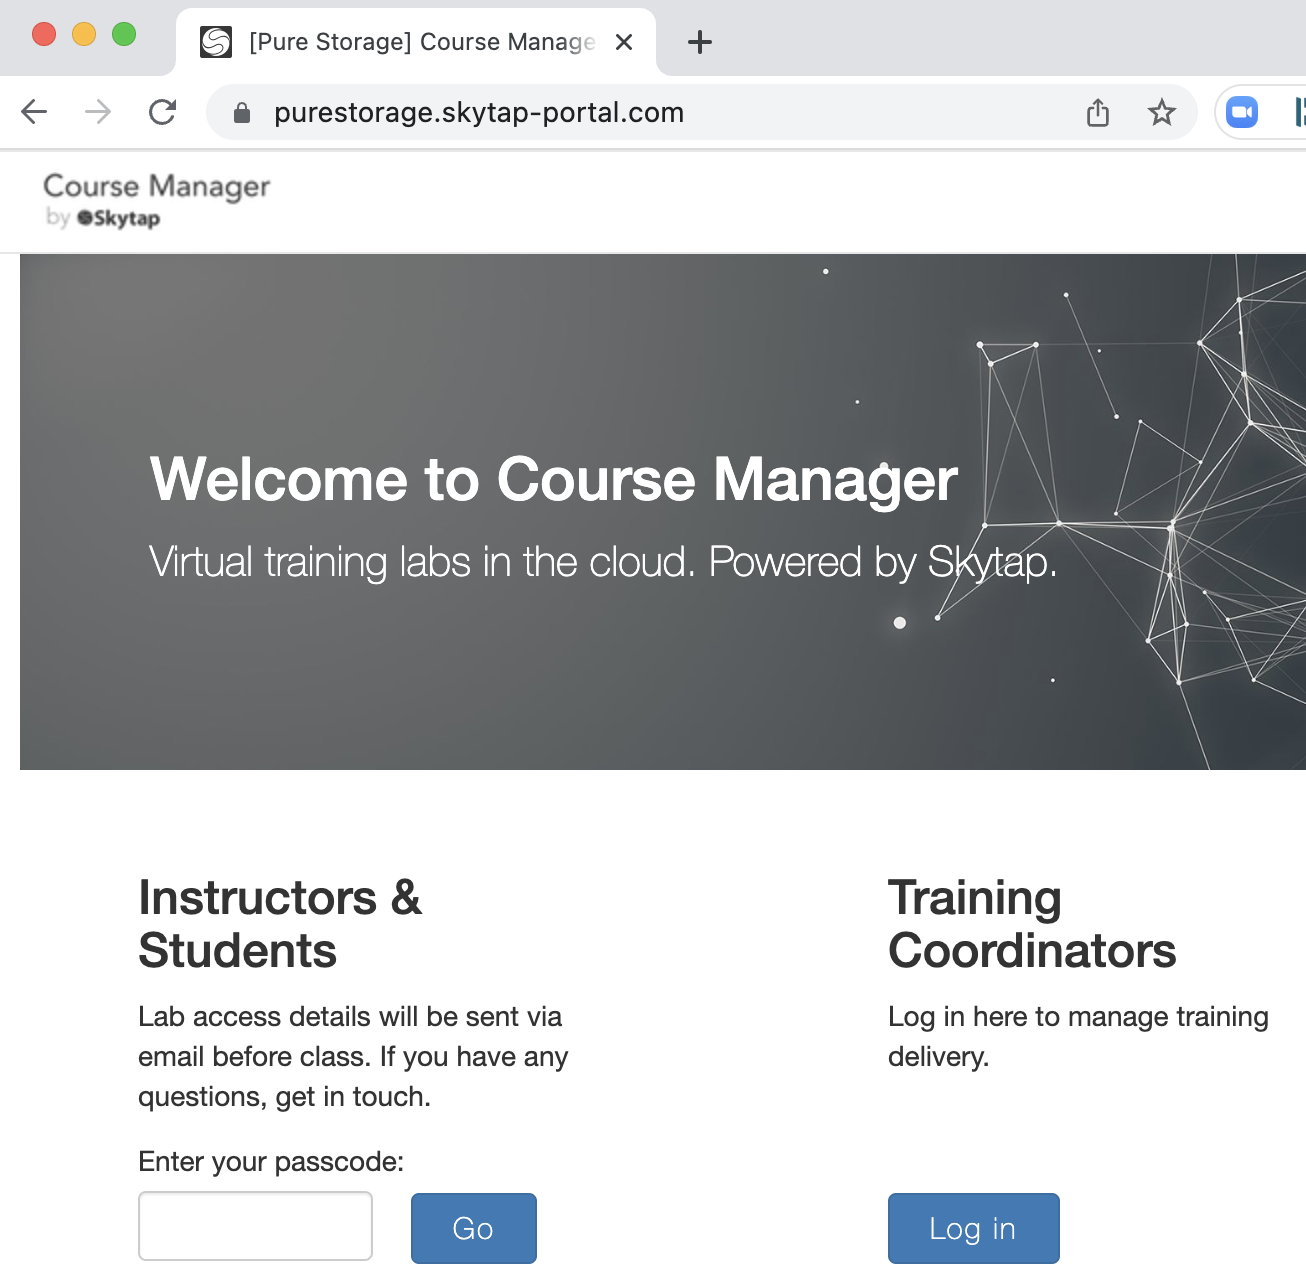 [Pure Storage] Course Manage
purestorage.skytap-portal.com
Course Manager
by Skytap
Welcome to Course Manager
Virtual training labs in the cloud. Powered by Skytap.
Instructors &
Students
Lab access details will be sent via
email before class. If you have any
questions, get in touch.
Enter your passcode:
Go
Training
Coordinators
Log in here to manage training
delivery.
Log in